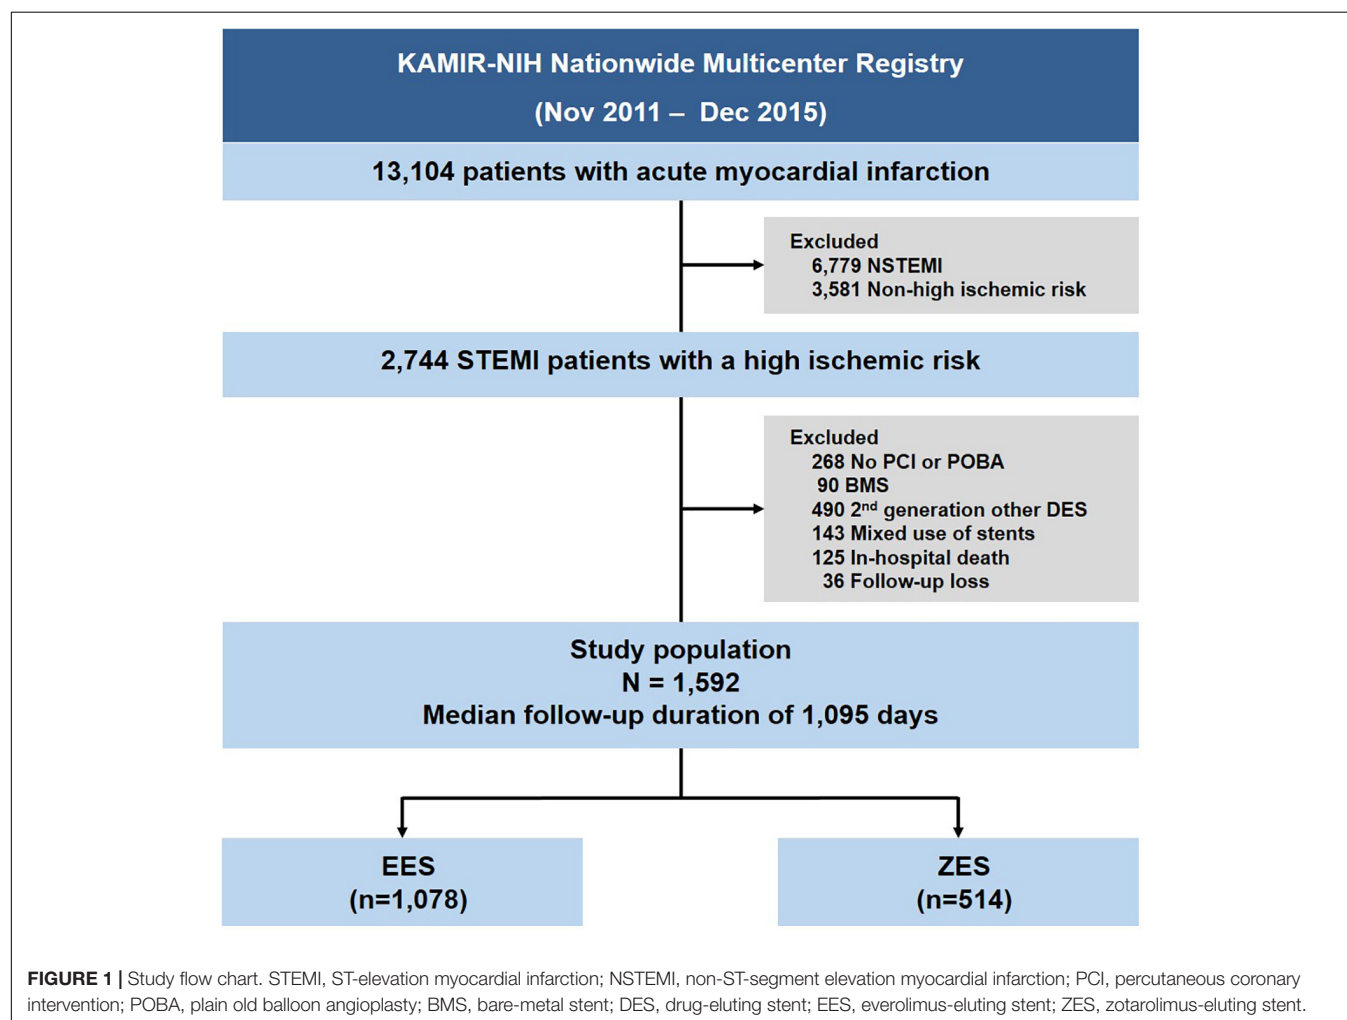 KAMIR-NIH Nationwide Multicenter Registry
(Nov 2011 – Dec 2015)
13,104 patients with acute myocardial infarction
Excluded
6,779 NSTEMI
3,581 Non-high ischemic risk
2,744 STEMI patients with a high ischemic risk
Excluded
268 No PCI or POBA
90 BMS
490 2nd generation other DES
143 Mixed use of stents
125 In-hospital death
36 Follow-up loss
Study population
N = 1,592
Median follow-up duration of 1,095 days
EES
(n=1,078)
ZES
(n=514)
FIGURE 1 | Study flow chart. STEMI, ST-elevation myocardial infarction; NSTEMI, non-ST-segment elevation myocardial infarction; PCI, percutaneous coronary
intervention; POBA, plain old balloon angioplasty; BMS, bare-metal stent; DES, drug-eluting stent; EES, everolimus-eluting stent; ZES, zotarolimus-eluting stent.